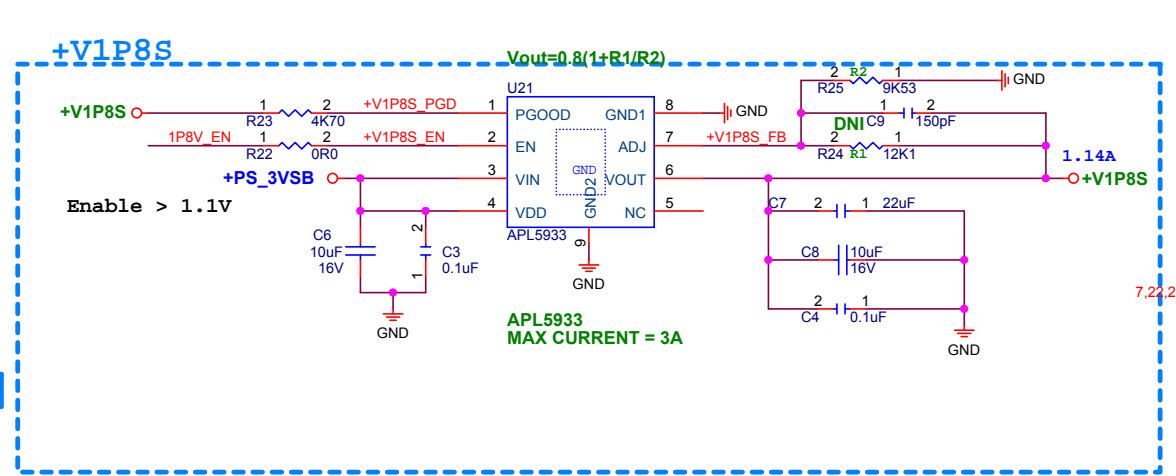 +V1P8S
Vout=0.8(1+R1/R2)
U21
2 R2 1
R25 9K53
GND
+V1P8S
1 2
R23 4K70
+V1P8S_PGD
1 PGOOD
GND1 8
GND
1 2
C9 150pF
DNI
1P8V_EN
1 2
R22 0R0
+V1P8S_EN
2 EN
ADJ 7
+V1P8S_FB
2 1
R24 R1 12K1
1.14A
+PS_3VSB
3 VIN
GND
VOUT 6
+V1P8S
Enable > 1.1V
4 VDD
GND2
NC 5
APL5933
9
GND
C7 2 1 22uF
C6
10uF
16V
2
C3
0.1uF
1
GND
C8 10uF
16V
2 1
C4 0.1uF
GND
7,22,2
APL5933
MAX CURRENT = 3A